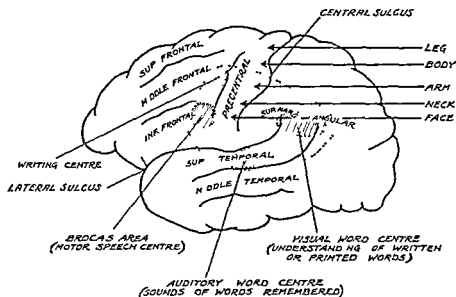 CENTRAL SULCUS
LEG
BODY
ARM
NECK
FACE
SUP FRONTAL
MIDDLE FRONTAL
INF FRONTAL
PRECENTRAL
SUP MARG
ANGULAR
SUP TEMPORAL
MIDDLE TEMPORAL
WRITING CENTRE
LATERAL SULCUS
BROCAS AREA
(MOTOR SPEECH CENTRE)
VISUAL WORD CENTRE
(UNDERSTANDING OF WRITTEN
OR PRINTED WORDS)
AUDITORY WORD CENTRE
(SOUNDS OF WORDS REMEMBERED)